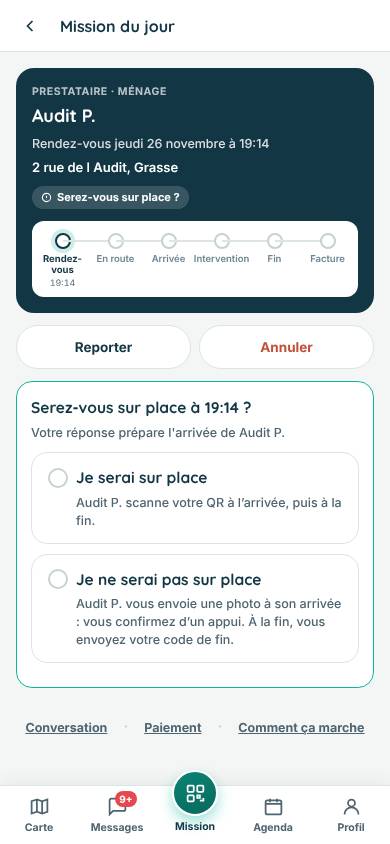 Mission du jour
PRESTATAIRE · MÉNAGE
Audit P.
Rendez-vous jeudi 26 novembre à 19:14
2 rue de l Audit, Grasse
Serez-vous sur place ?
Rendez-
vous
19:14
En route
Arrivée
Intervention
Fin
Facture
Reporter
Annuler
Serez-vous sur place à 19:14 ?
Votre réponse prépare l'arrivée de Audit P.
Je serai sur place
Audit P. scanne votre QR à l’arrivée, puis à la
fin.
Je ne serai pas sur place
Audit P. vous envoie une photo à son arrivée
: vous confirmez d’un appui. À la fin, vous
envoyez votre code de fin.
Conversation · Paiement · Comment ça marche
9+
Carte
Messages
Mission
Agenda
Profil